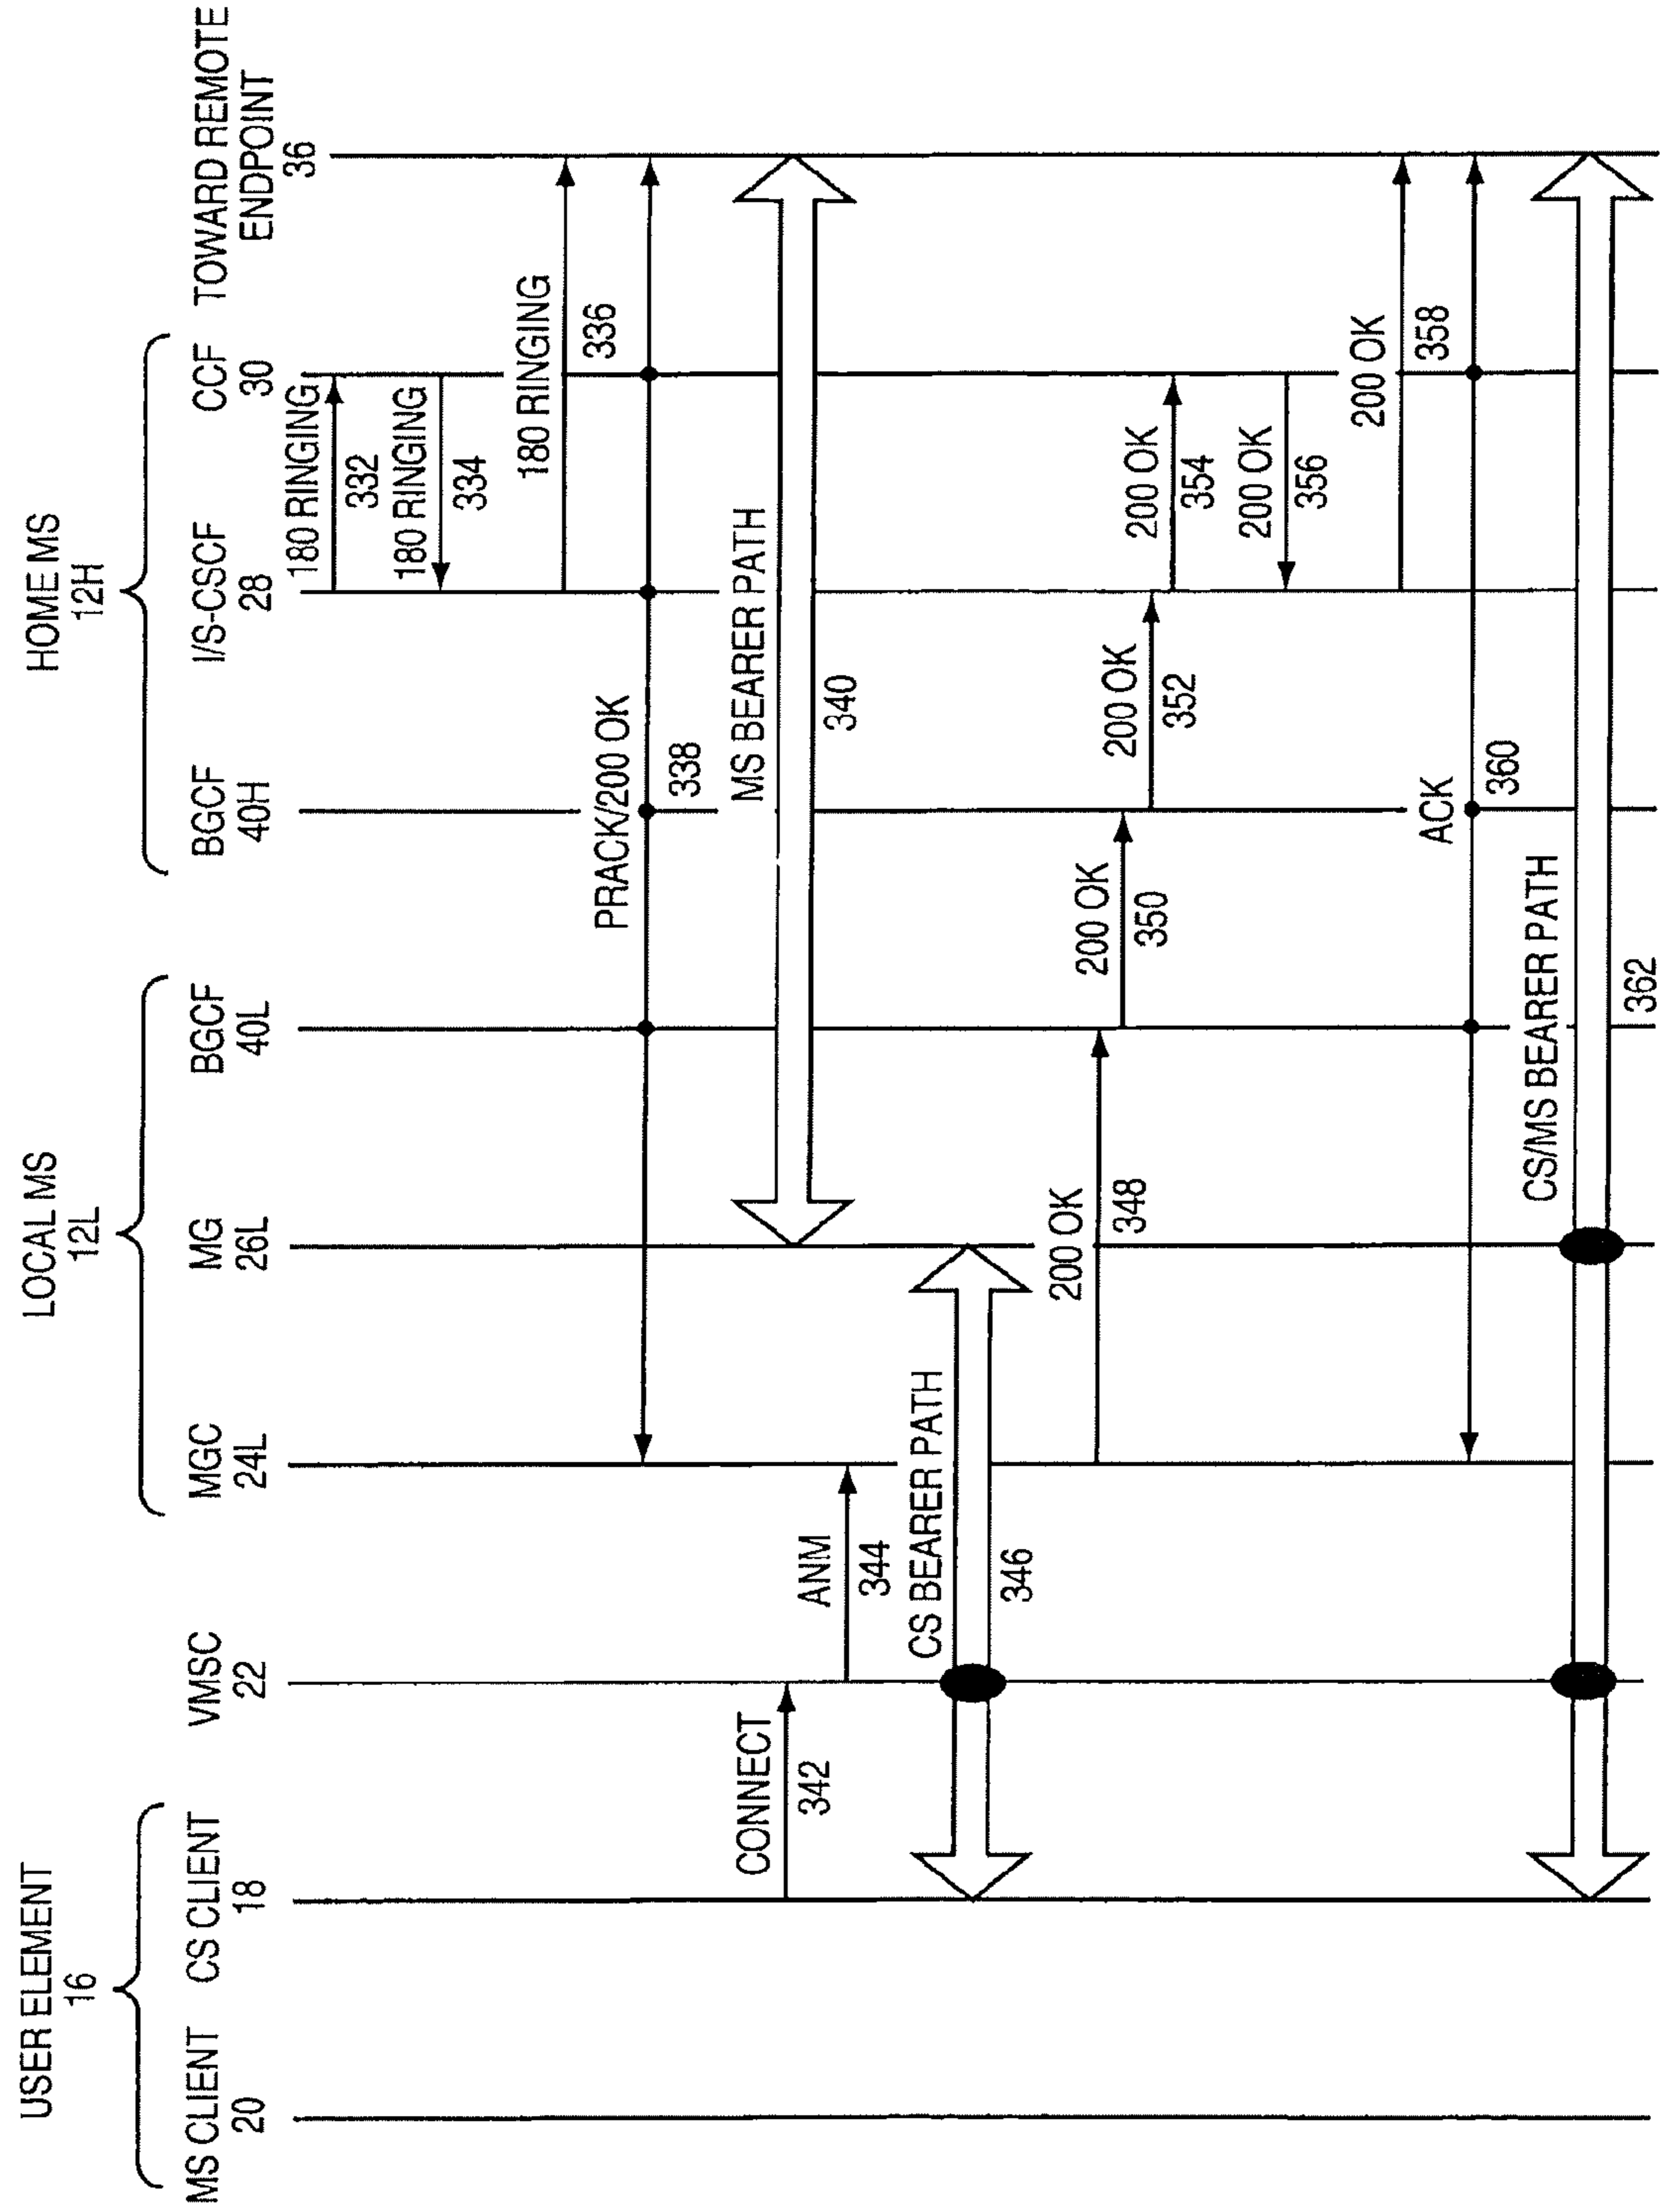 USER ELEMENT
16
LOCAL MS
12L
HOME MS
12H
MS CLIENT
20
CS CLIENT
18
VMSC
22
MGC
24L
MG
26L
BGCF
40L
BGCF
40H
I/S-CSCF
28
CCF
30
TOWARD REMOTE
ENDPOINT
36
180 RINGING
332
180 RINGING
334
180 RINGING
336
PRACK/200 OK
338
MS BEARER PATH
340
CONNECT
342
ANM
344
CS BEARER PATH
346
200 OK
348
200 OK
350
200 OK
352
200 OK
354
200 OK
356
200 OK
358
ACK
360
CS/MS BEARER PATH
362